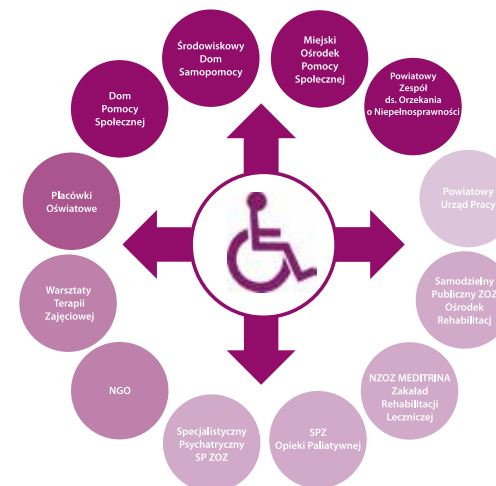 Środowiskowy
Dom
Samopomocy
Miejski
Ośrodek
Pomocy
Społecznej
Powiatowy
Zespół
ds. Orzekania
o Niepełnosprawności
Powiatowy
Urząd Pracy
Samodzielny
Publiczny ZOZ
Ośrodek
Rehabilitacj
NZOZ MEDITRINA
Zakaład
Rehabilitacji
Leczniczej
SPZ
Opieki Paliatywnej
Specjalistyczny
Psychatryczny
SP ZOZ
NGO
Warsztaty
Terapii
Zajęciowej
Placówki
Oświatowe
Dom
Pomocy
Społecznej